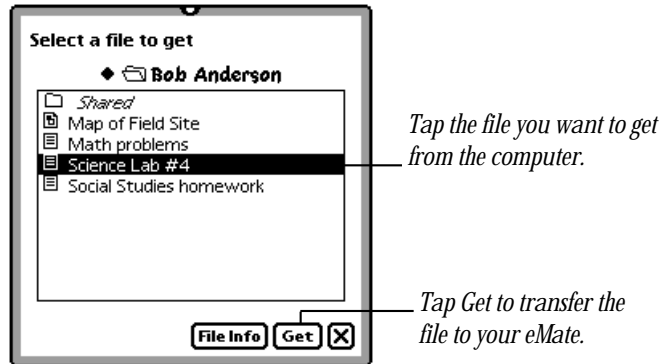 Select a file to get
Bob Anderson
Shared
Map of Field Site
Math problems
Science Lab #4
Social Studies homework
Tap the file you want to get
from the computer.
File Info Get X
Tap Get to transfer the
file to your eMate.